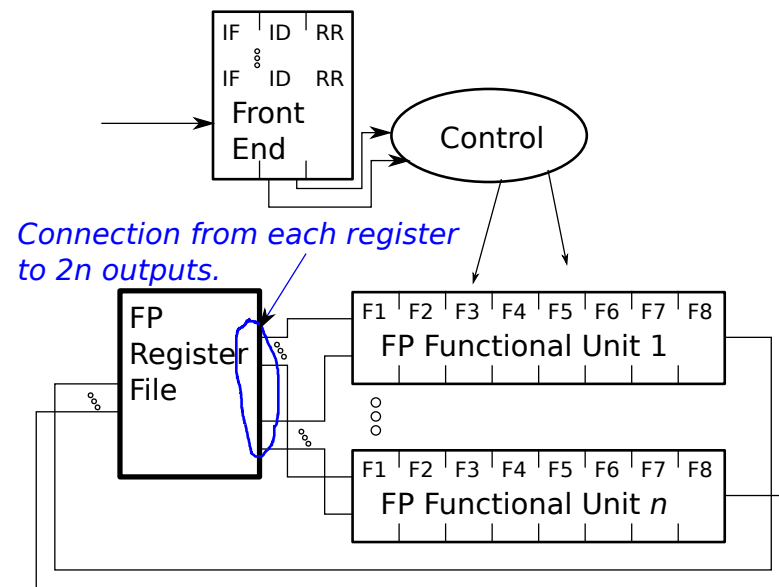 IF ID RR
IF ID RR
Front
End
Control
Connection from each register
to 2n outputs.
FP
Register
File
F1 F2 F3 F4 F5 F6 F7 F8
FP Functional Unit 1
F1 F2 F3 F4 F5 F6 F7 F8
FP Functional Unit n